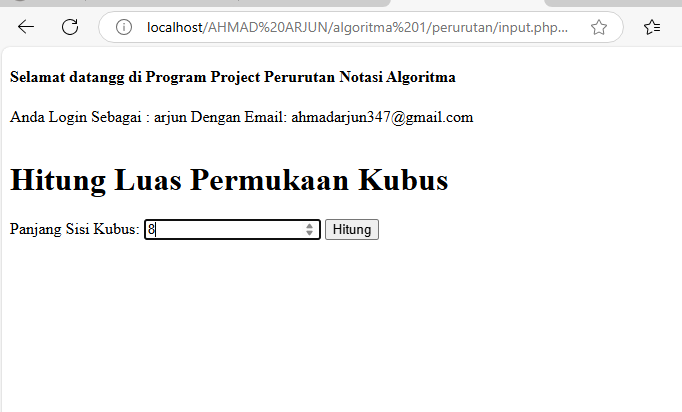 localhost/AHMAD%20ARJUN/algoritma%201/perurutan/input.php...
Selamat datangg di Program Project Perurutan Notasi Algoritma
Anda Login Sebagai : arjun Dengan Email: ahmadarjun347@gmail.com
Hitung Luas Permukaan Kubus
Panjang Sisi Kubus: 8 Hitung